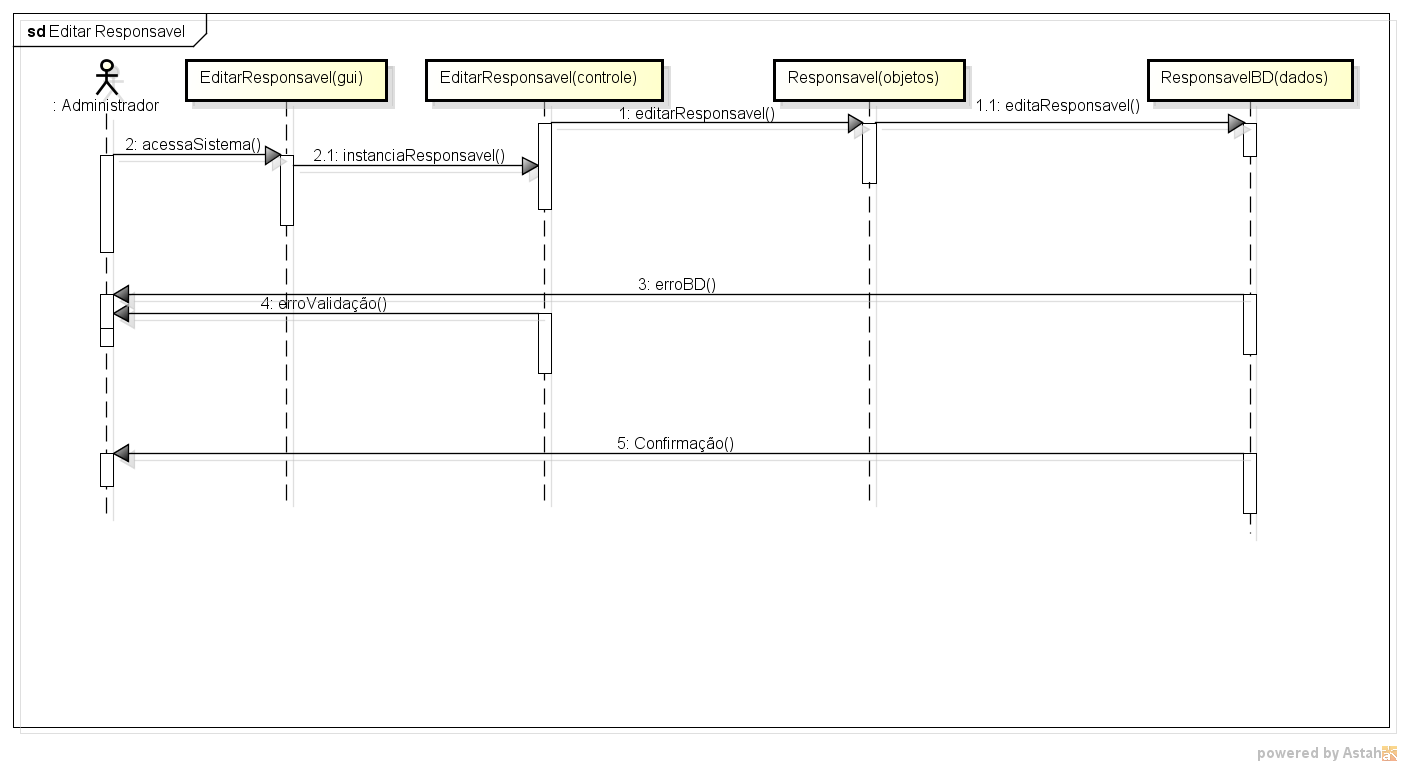 sd Editar Responsavel
EditarResponsavel(gui)
EditarResponsavel(controle)
Responsavel(objetos)
ResponsavelBD(dados)
: Administrador
1: editarResponsavel()
1.1: editaResponsavel()
2: acessaSistema()
2.1: instanciaResponsavel()
3: erroBD()
4: erroValidação()
5: Confirmação()
powered by Astah